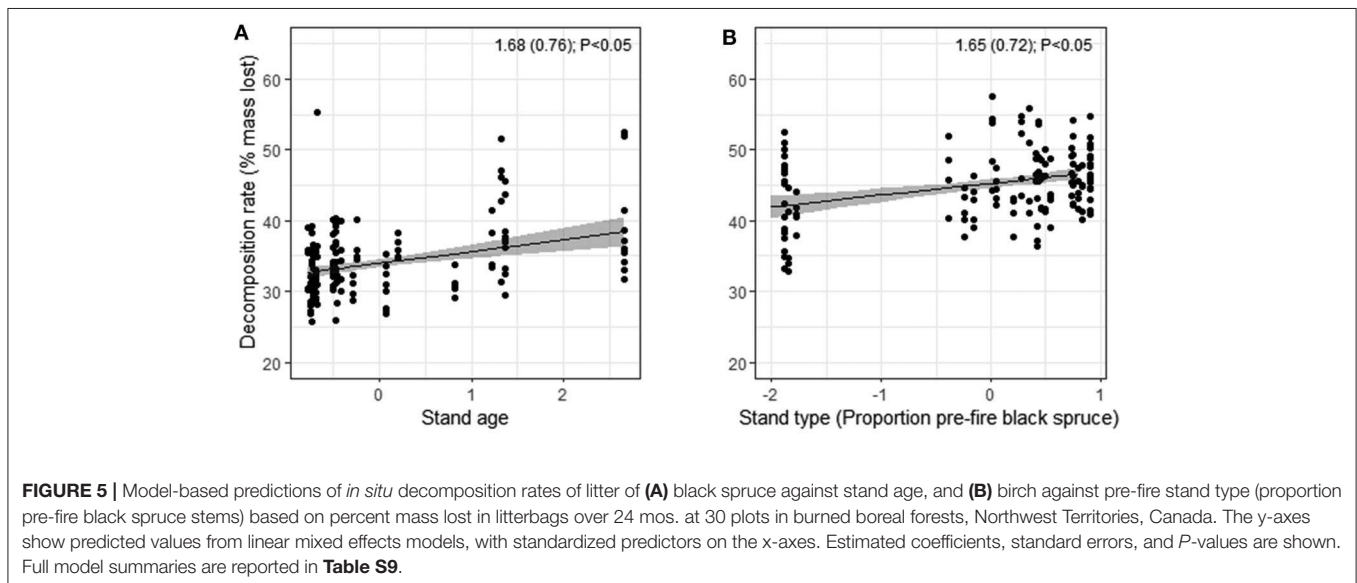 A
1.68 (0.76); P<0.05
60
50
40
30
20
Decomposition rate (% mass lost)
0
1
2
Stand age
B
1.65 (0.72); P<0.05
60
50
40
30
20
-2
-1
0
1
Stand type (Proportion pre-fire black spruce)
FIGURE 5 | Model-based predictions of in situ decomposition rates of litter of (A) black spruce against stand age, and (B) birch against pre-fire stand type (proportion
pre-fire black spruce stems) based on percent mass lost in litterbags over 24 mos. at 30 plots in burned boreal forests, Northwest Territories, Canada. The y-axes
show predicted values from linear mixed effects models, with standardized predictors on the x-axes. Estimated coefficients, standard errors, and P-values are shown.
Full model summaries are reported in Table S9.